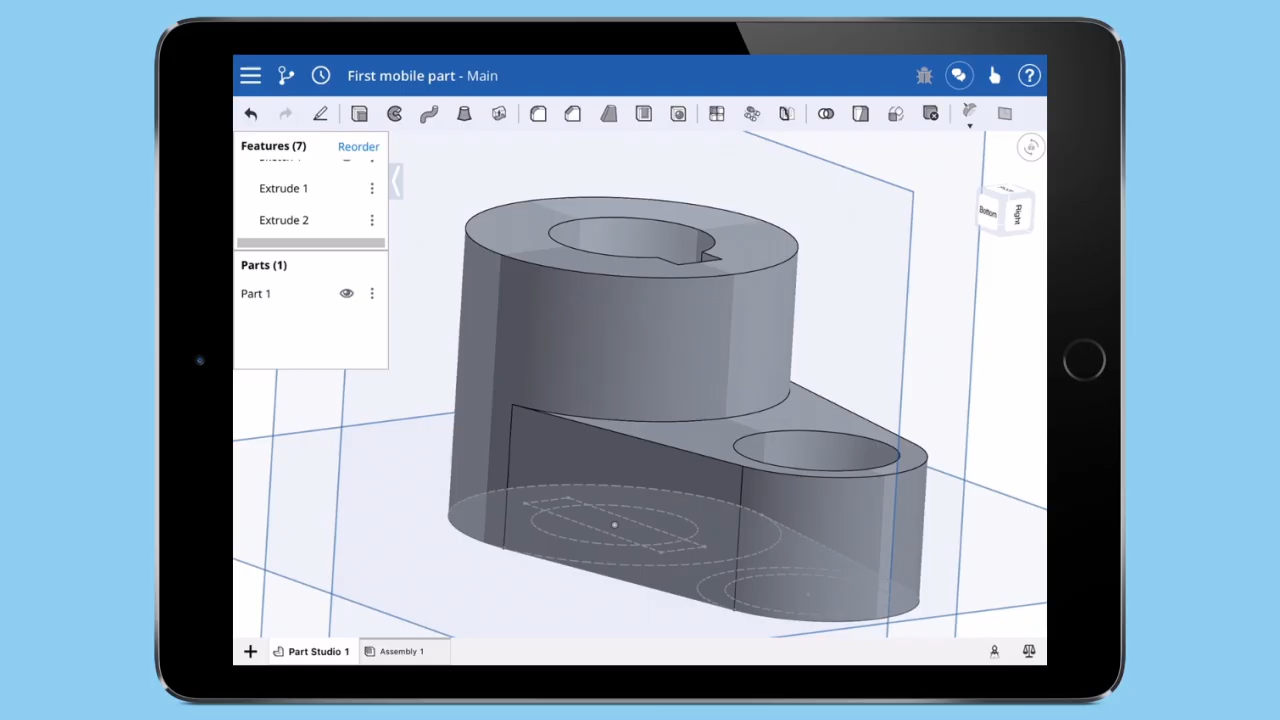 First mobile part - Main
Features (7)
Reorder
Extrude 1
Extrude 2
Parts (1)
Part 1
Bottom
Right
Part Studio 1
Assembly 1